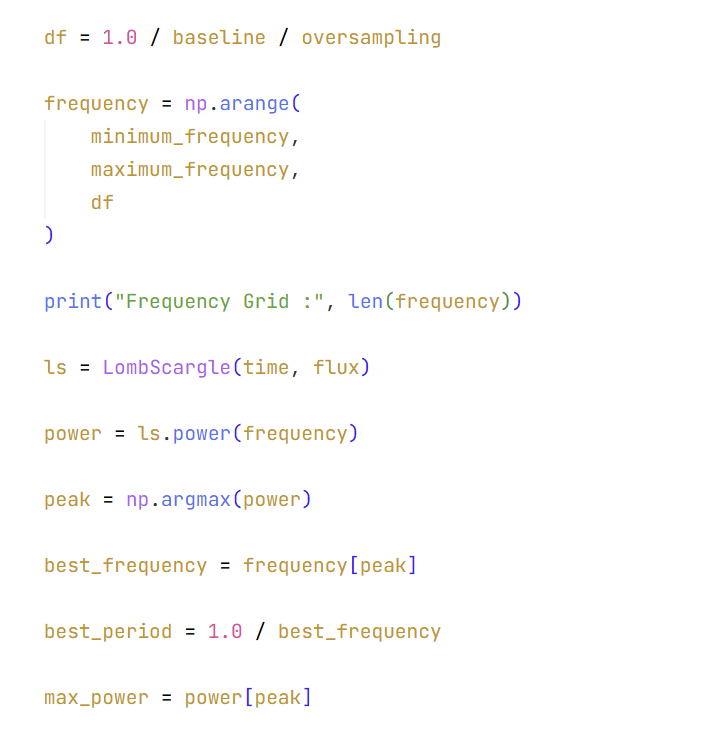 df = 1.0 / baseline / oversampling
frequency = np.arange(
    minimum_frequency,
    maximum_frequency,
    df
)
print("Frequency Grid :", len(frequency))
ls = LombScargle(time, flux)
power = ls.power(frequency)
peak = np.argmax(power)
best_frequency = frequency[peak]
best_period = 1.0 / best_frequency
max_power = power[peak]